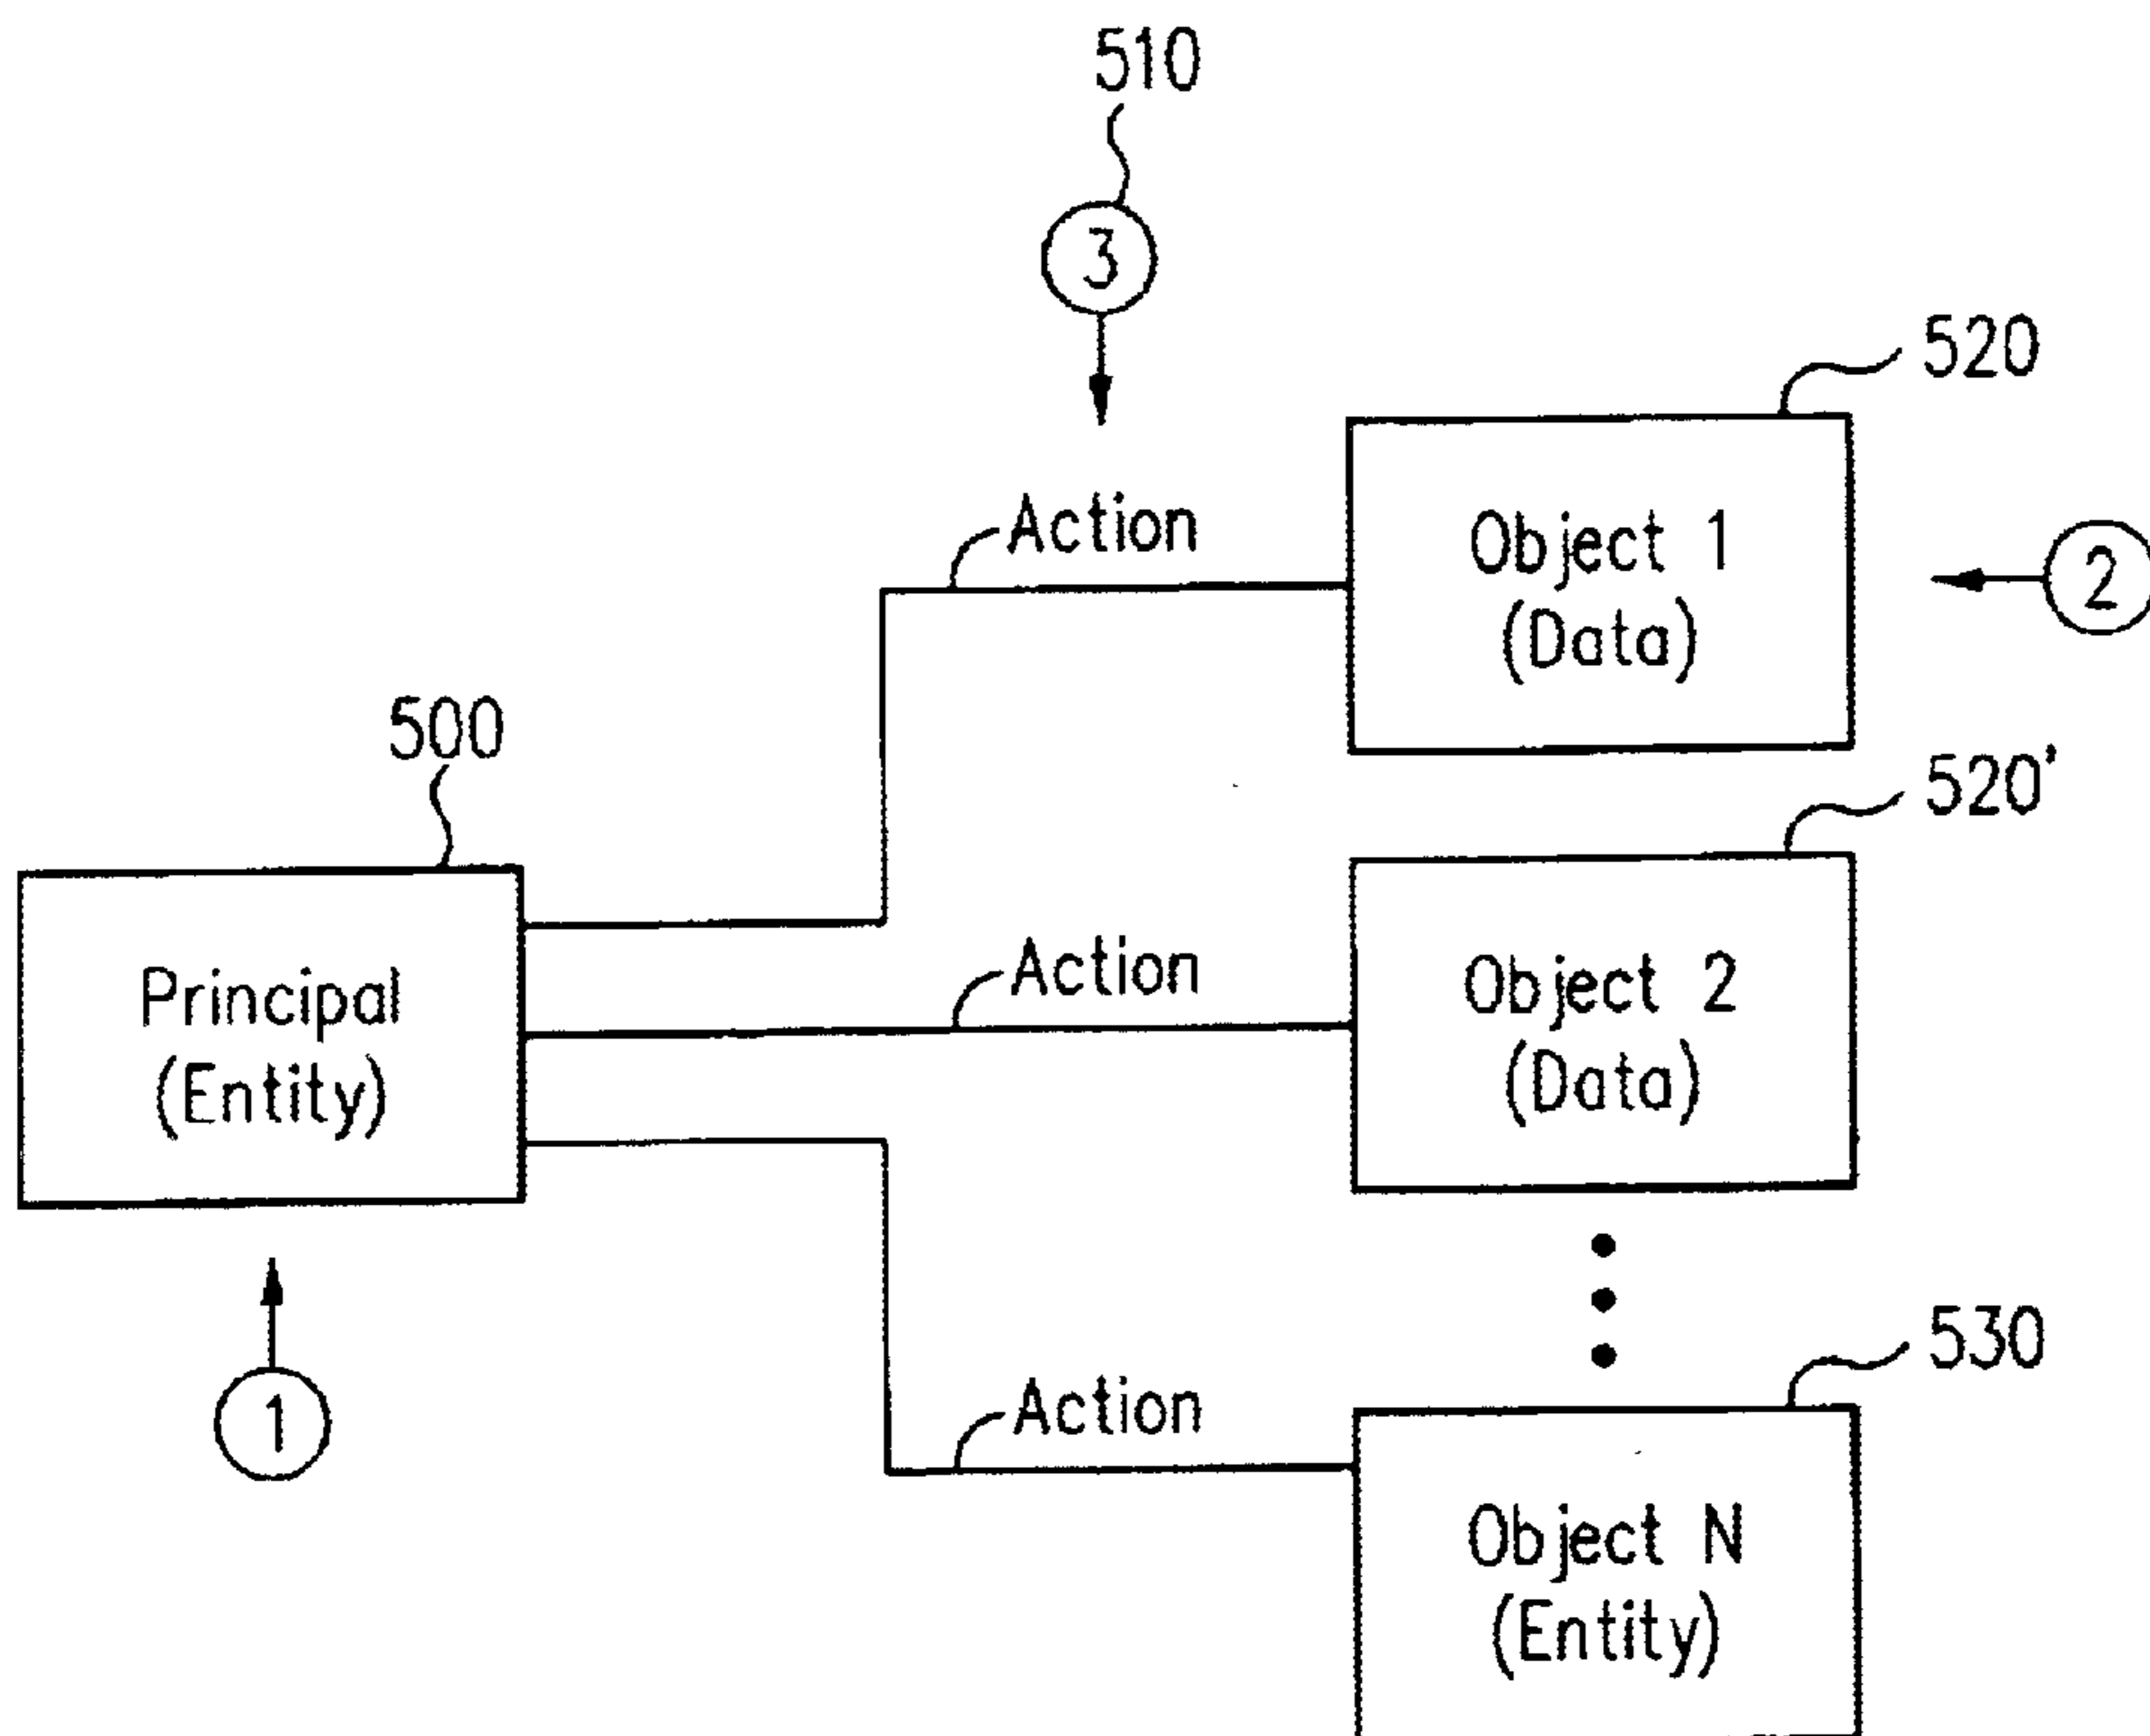 510
3
520
Action
Object 1
(Data)
2
500
520'
Action
Principal
(Entity)
Object 2
(Data)
530
1
Action
Object N
(Entity)